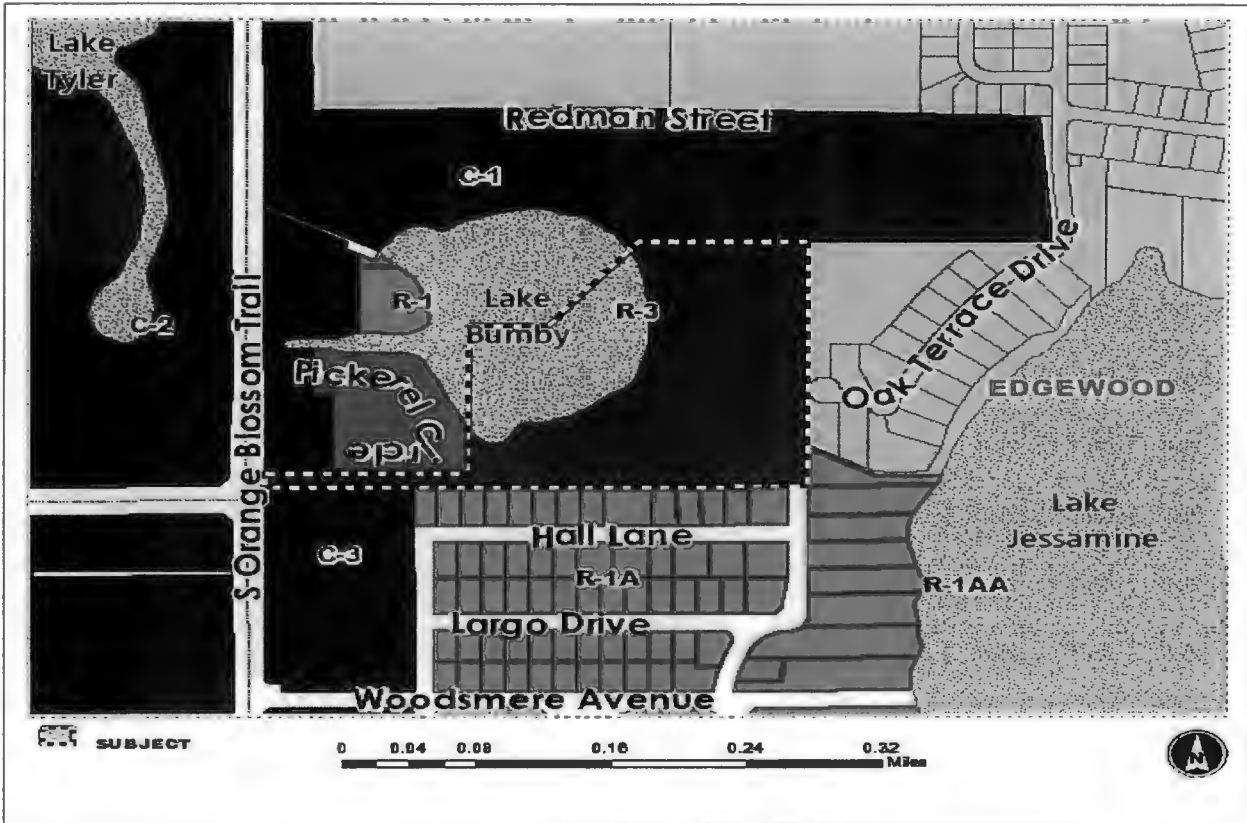 Lake
Tyler
Redman Street
C-1
S Orange Blossom Trail
C-2
R-1
Lake
Bumby
R-3
Pickerel Circle
Oak Terrace Drive
EDGEWOOD
Lake
Jessamine
C-3
Hall Lane
R-1A
R-1AA
Largo Drive
Woodsmere Avenue
SUBJECT
0 0.04 0.08 0.16 0.24 0.32
Miles
N